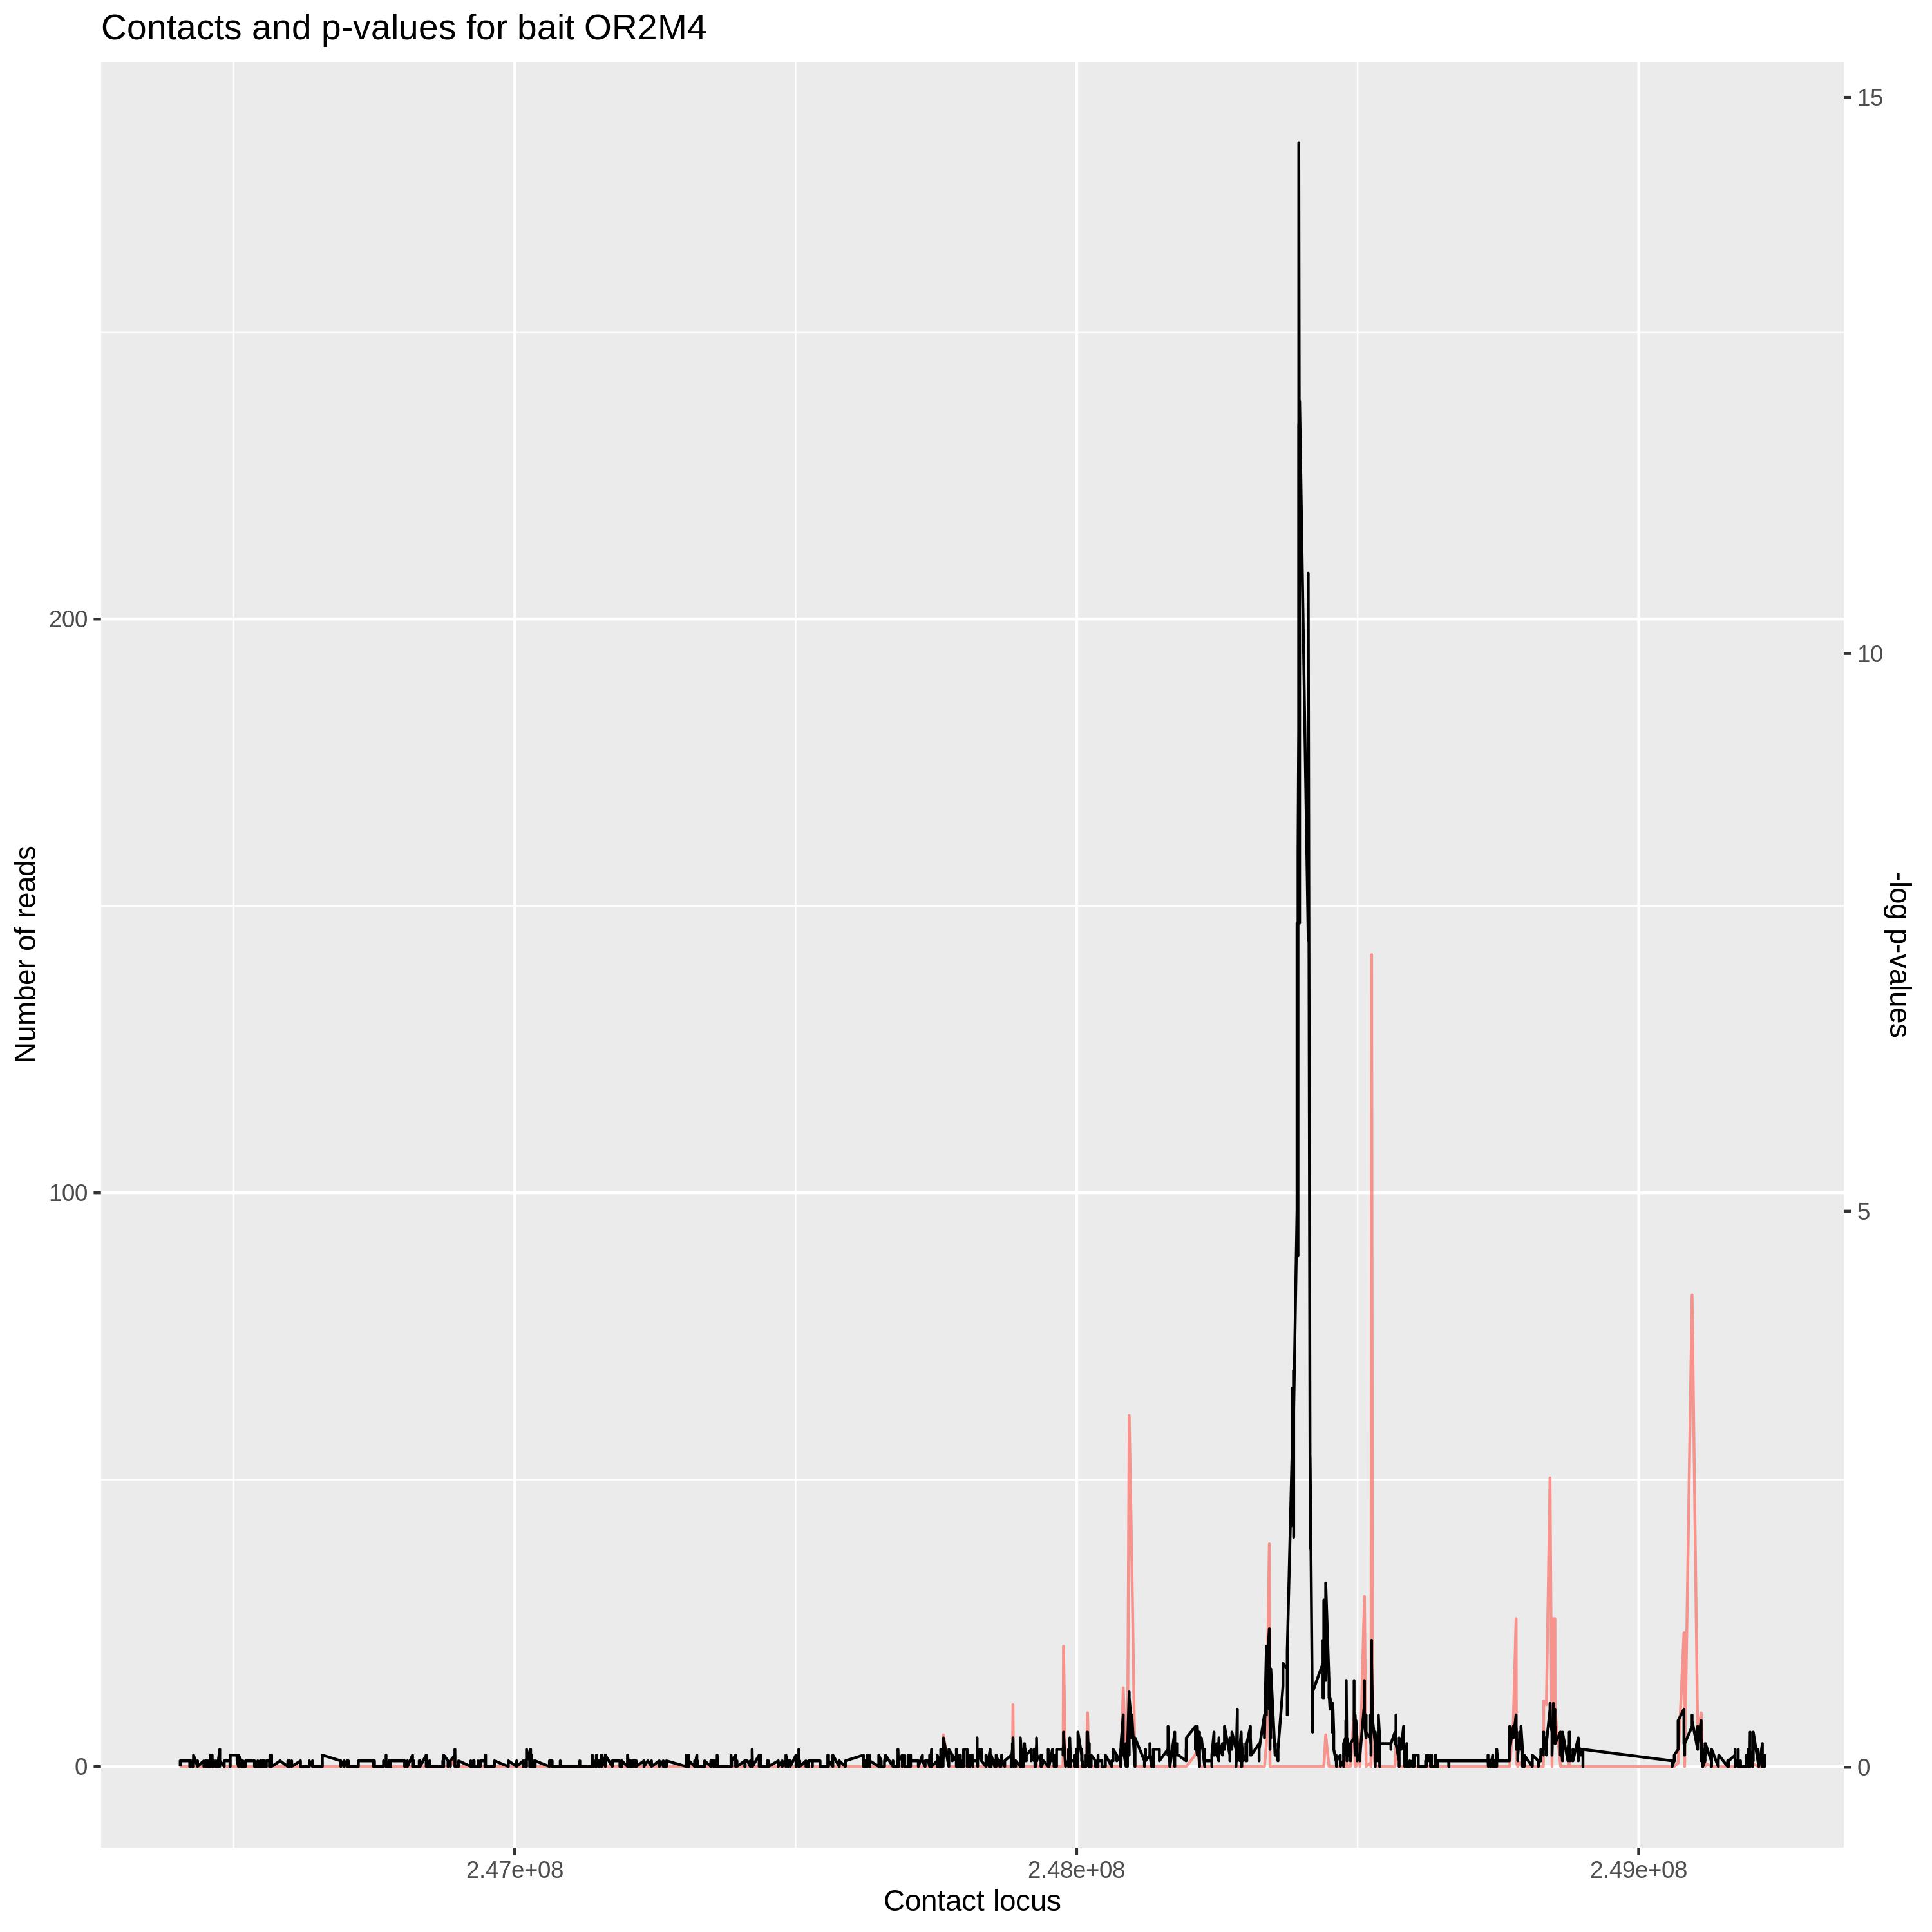 Contacts and p-values for bait OR2M4
Number of reads
200
100
0
15
10
5
0
-log p-values
2.47e+08
2.48e+08
2.49e+08
Contact locus